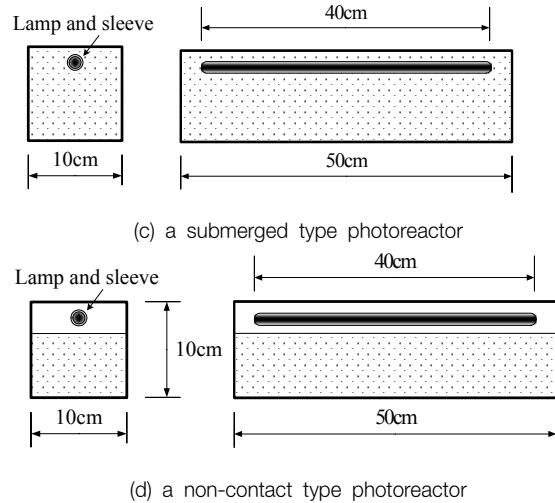 Lamp and sleeve
40cm
10cm
50cm
(c) a submerged type photoreactor
Lamp and sleeve
40cm
10cm
10cm
50cm
(d) a non-contact type photoreactor